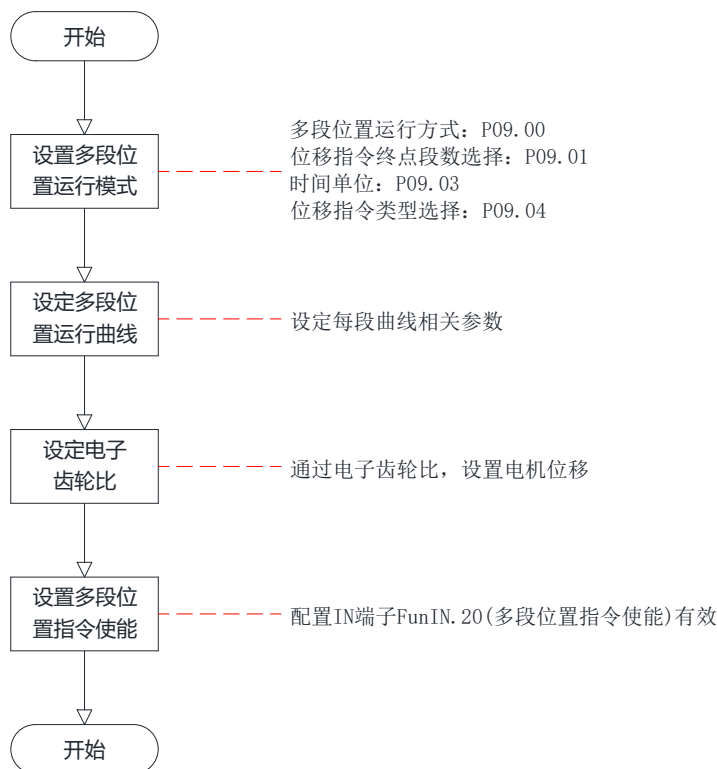 开始
设置多段位
置运行模式
多段位置运行方式：P09.00
位移指令终点段数选择：P09.01
时间单位：P09.03
位移指令类型选择：P09.04
设定多段位
置运行曲线
设定每段曲线相关参数
设定电子
齿轮比
通过电子齿轮比，设置电机位移
设置多段位
置指令使能
配置IN端子FunIN.20(多段位置指令使能)有效
开始